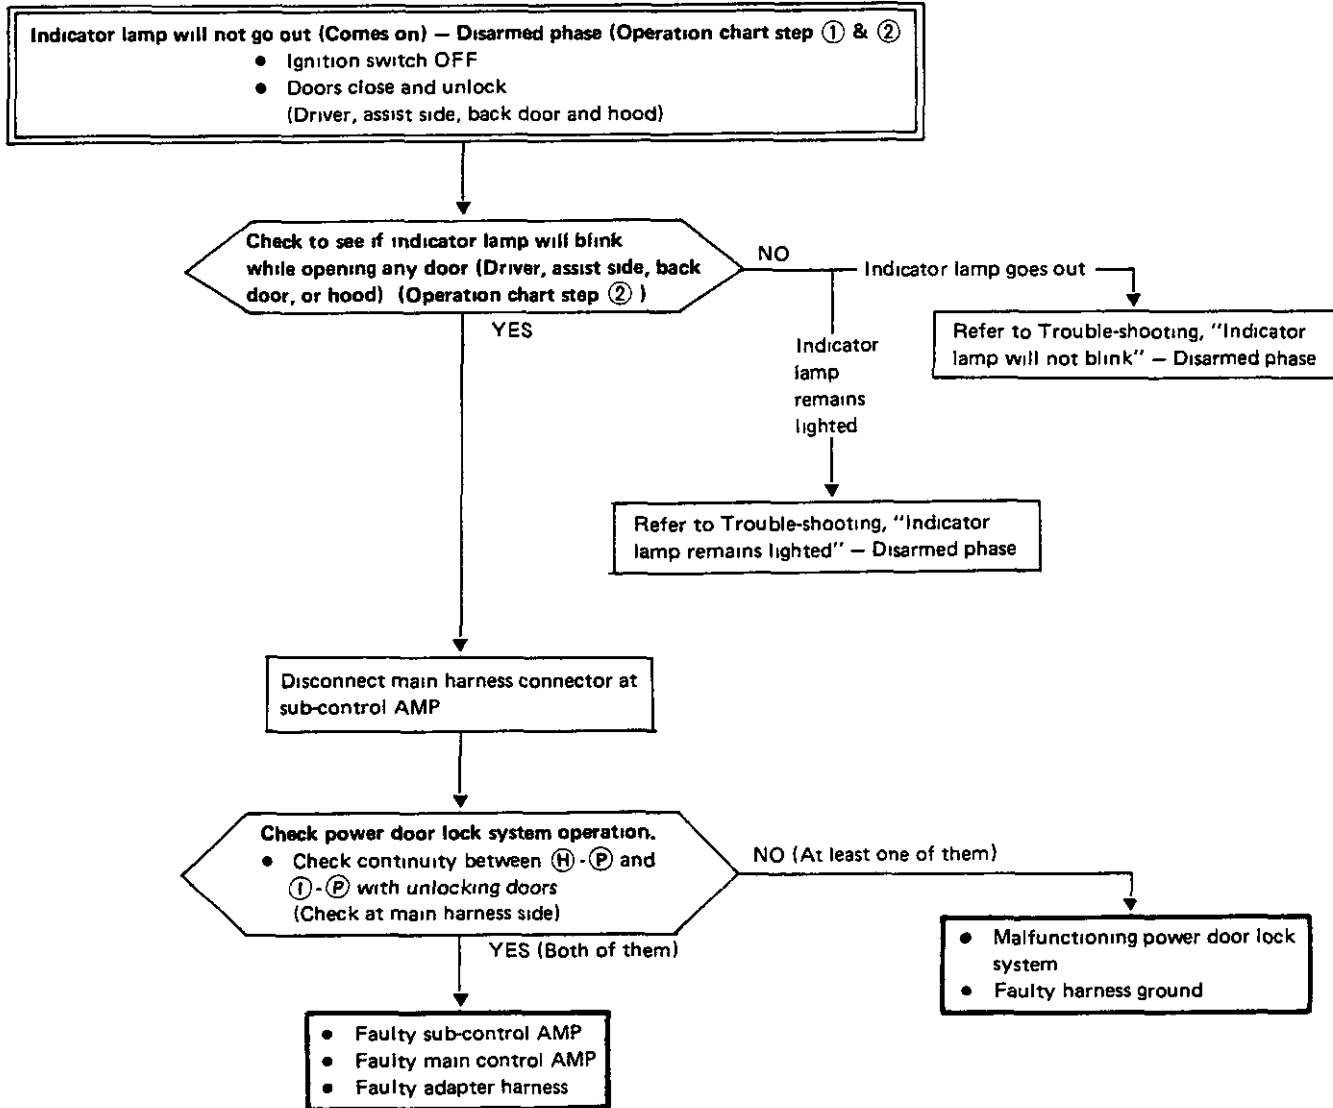 Indicator lamp will not go out (Comes on) — Disarmed phase (Operation chart step ① & ②
● Ignition switch OFF
● Doors close and unlock
(Driver, assist side, back door and hood)
Check to see if indicator lamp will blink
while opening any door (Driver, assist side, back
door, or hood) (Operation chart step ② )
NO
Indicator lamp goes out
YES
Indicator
lamp
remains
lighted
Refer to Trouble-shooting, "Indicator
lamp will not blink" — Disarmed phase
Refer to Trouble-shooting, "Indicator
lamp remains lighted" — Disarmed phase
Disconnect main harness connector at
sub-control AMP
Check power door lock system operation.
● Check continuity between Ⓗ - Ⓟ and
Ⓘ - Ⓟ with unlocking doors
(Check at main harness side)
NO (At least one of them)
YES (Both of them)
● Malfunctioning power door lock
system
● Faulty harness ground
● Faulty sub-control AMP
● Faulty main control AMP
● Faulty adapter harness